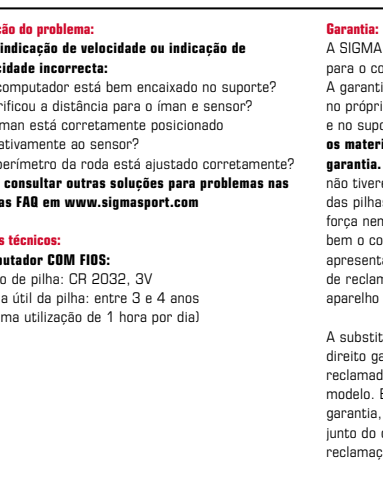 ção do problema:
indicação de velocidade ou indicação de
cidade incorrecta:
computador está bem encaixado no suporte?
rificou a distância para o íman e sensor?
man está corretamente posicionado
ativamente ao sensor?
perímetro da roda está ajustado corretamente?
consultar outras soluções para problemas nas
as FAQ em www.sigmasport.com
s técnicos:
putador COM FIOS:
o de pilha: CR 2032, 3V
a útil da pilha: entre 3 e 4 anos
ma utilização de 1 hora por dia)
Garantia:
A SIGMA
para o co
A garanti
no própri
e no supo
os materi
garantia.
não tivere
das pilhas
força nem
bem o co
apresenta
de reclam
aparelho
A substit
direito ga
reclamad
modelo. E
garantia,
junto do
reclamaç